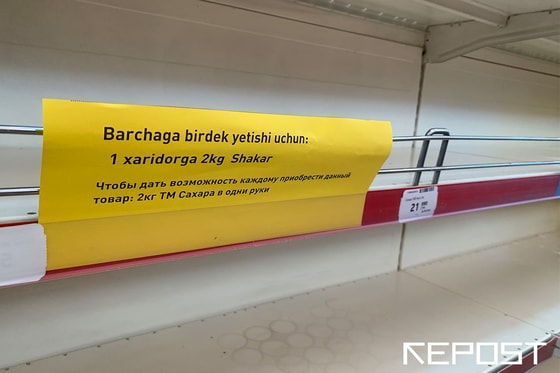 Barchaga birdek yetishi uchun:
1 xaridorga 2kg Shakar
Чтобы дать возможность каждому приобрести данный
товар: 2кг ТМ Сахара в одни руки
21
REPOST